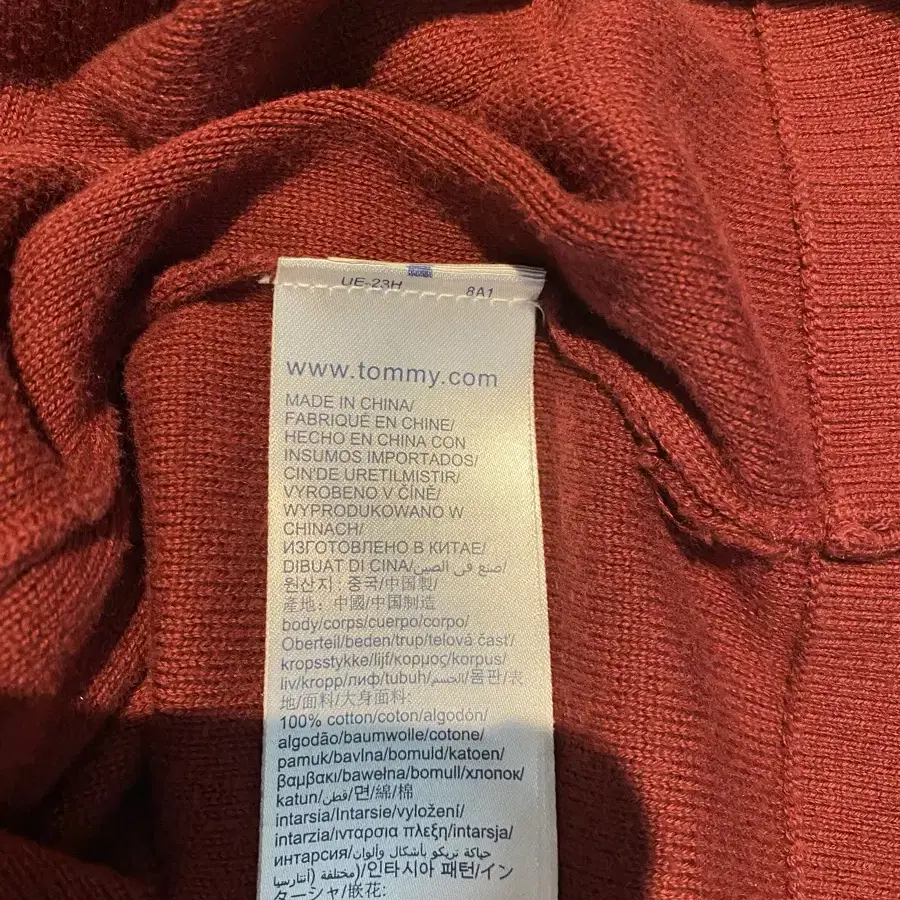 UE-23H 8A1
www.tommy.com
MADE IN CHINA/
FABRIQUÉ EN CHINE/
HECHO EN CHINA CON
INSUMOS IMPORTADOS/
CIN'DE URETILMISTIR/
VYROBENO V ČÍNĚ/
WYPRODUKOWANO W
CHINACH/
ИЗГОТОВЛЕНО В КИТАЕ/
DIBUAT DI CINA/صنع في الصين/
원산지 : 중국/中国製/
產地: 中國/中国制造
body/corps/cuerpo/corpo/
Oberteil/beden/trup/telová časť/
kropsstykke/lijf/κορμος/korpus/
liv/kropp/лиф/tubuh/الجسم/몸판/表
地/面料/大身面料:
100% cotton/coton/algodón/
algodão/baumwolle/cotone/
pamuk/bavlna/bomuld/katoen/
βαμβακι/bawełna/bomull/хлопок/
katun/قطن/면/綿/棉
intarsia/Intarsie/vyložení/
intarzia/ινταρσια πλεξη/intarsja/
интарсия/حياكة تريكو بأشكال وألوان
مختلفة (أنتارسيا)/인타시아 패턴/イン
ターシャ/嵌花: